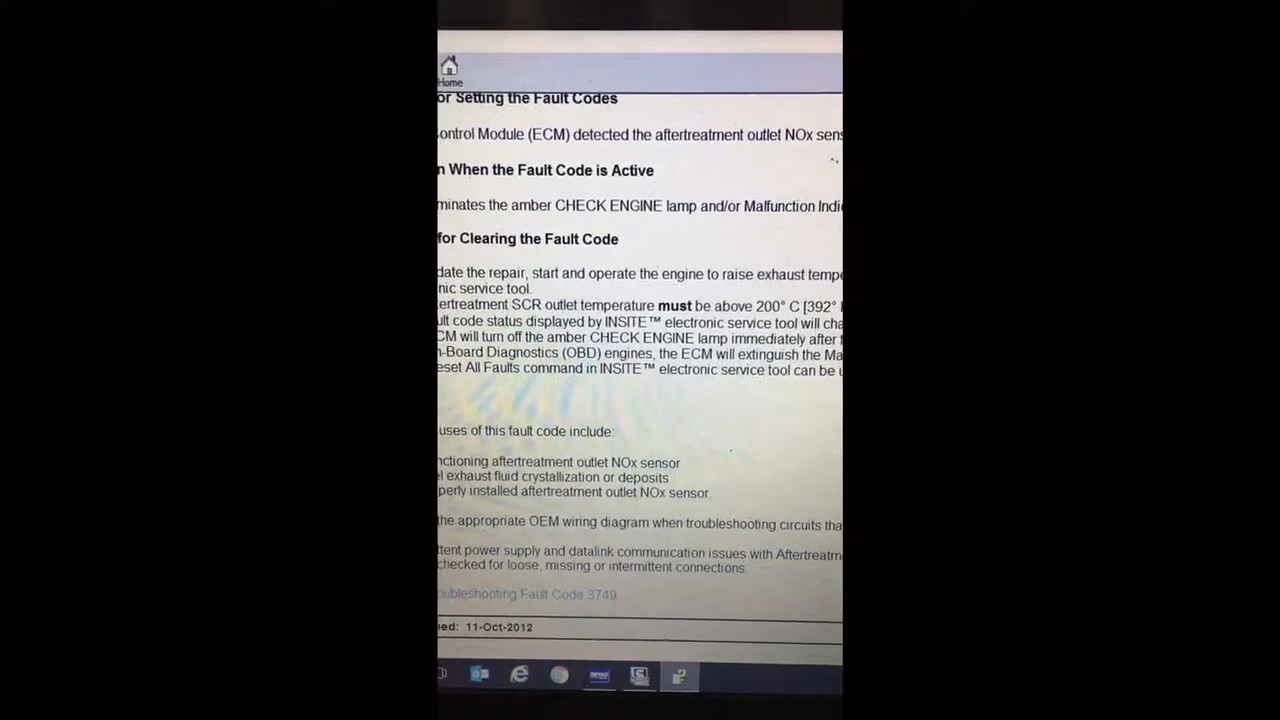 Home
or Setting the Fault Codes
ontrol Module (ECM) detected the aftertreatment outlet NOx sens
n When the Fault Code is Active
minates the amber CHECK ENGINE lamp and/or Malfunction Indi
for Clearing the Fault Code
date the repair, start and operate the engine to raise exhaust tempe
nic service tool.
ertreatment SCR outlet temperature must be above 200° C [392°
ult code status displayed by INSITE™ electronic service tool will cha
CM will turn off the amber CHECK ENGINE lamp immediately after
n-Board Diagnostics (OBD) engines, the ECM will extinguish the Ma
eset All Faults command in INSITE™ electronic service tool can be u
uses of this fault code include:
nctioning aftertreatment outlet NOx sensor
el exhaust fluid crystallization or deposits
perly installed aftertreatment outlet NOx sensor.
the appropriate OEM wiring diagram when troubleshooting circuits tha
ttent power supply and datalink communication issues with Aftertreatm
checked for loose, missing or intermittent connections.
oubleshooting Fault Code 3749
ied: 11-Oct-2012